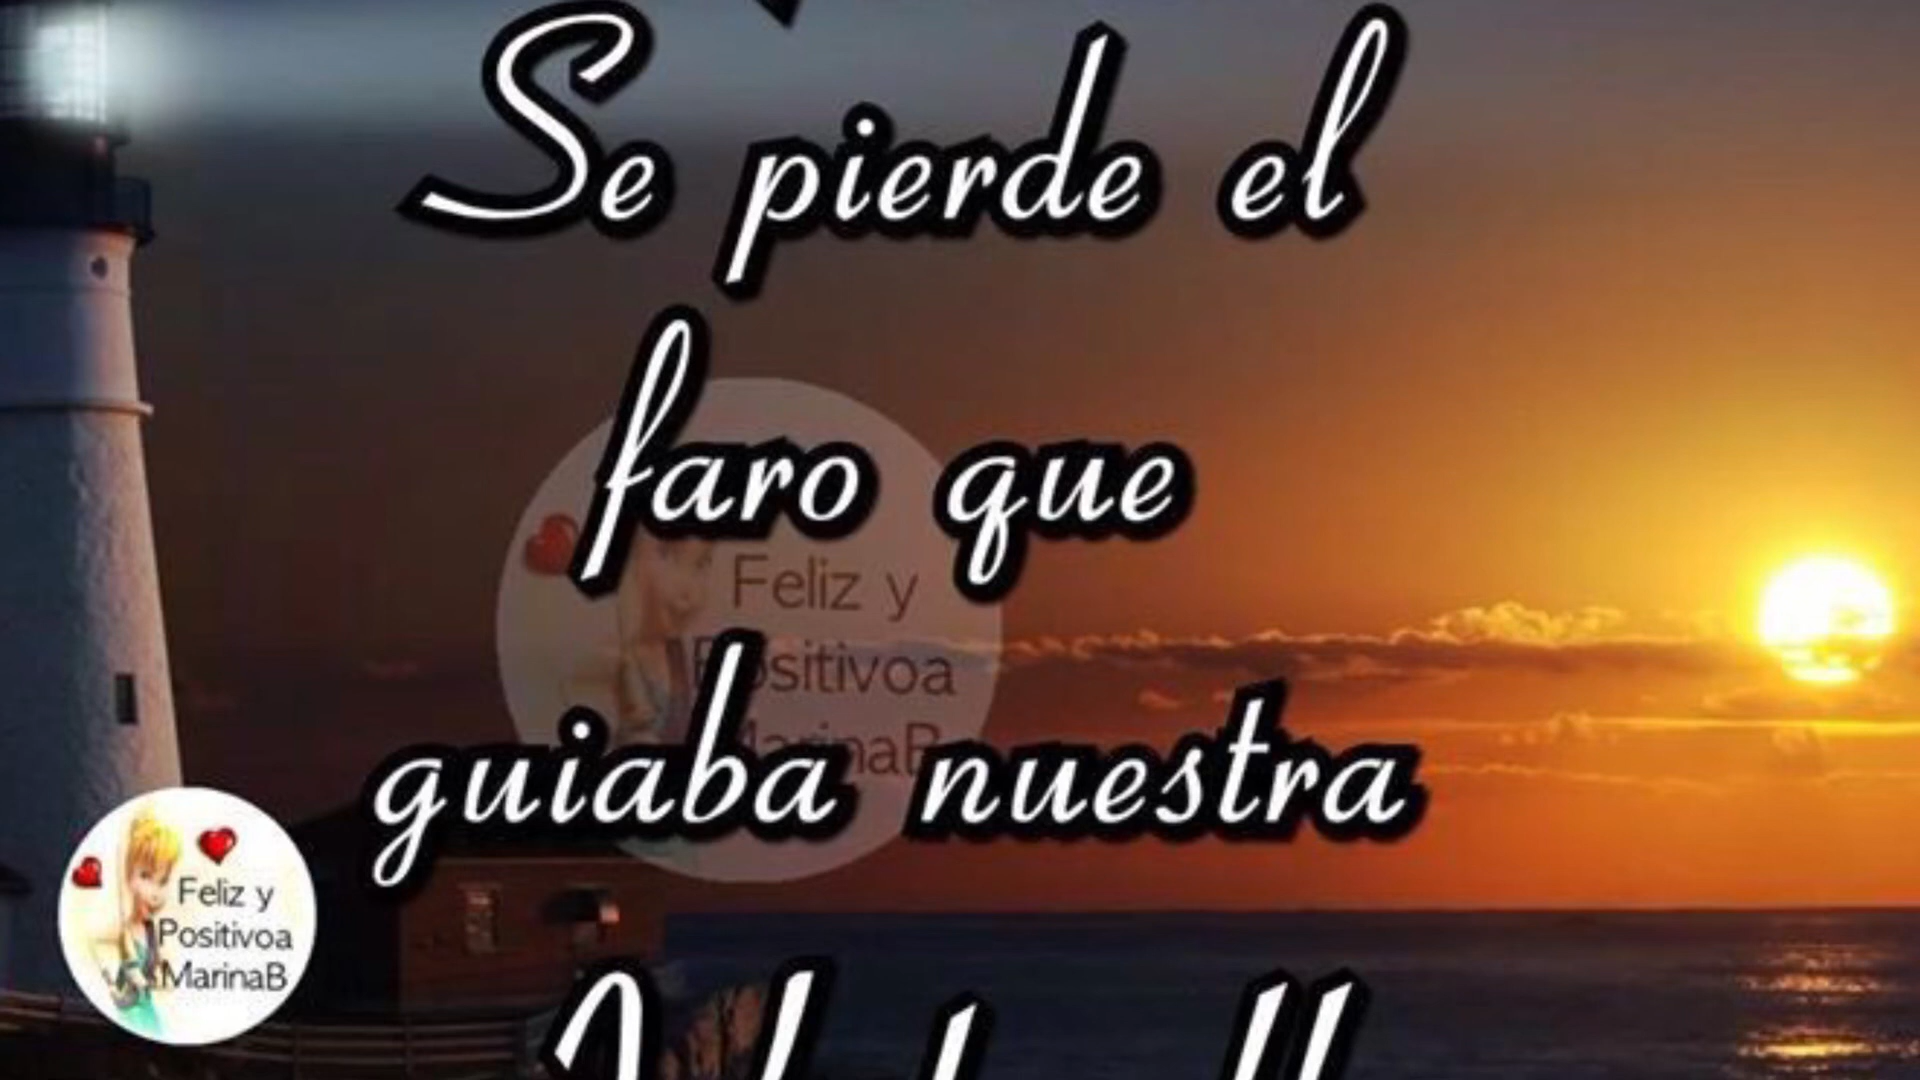 Se pierde el
faro que
guiaba nuestra
Feliz y
Positivoa
MarinaB
Feliz y
Positivoa
MarinaB